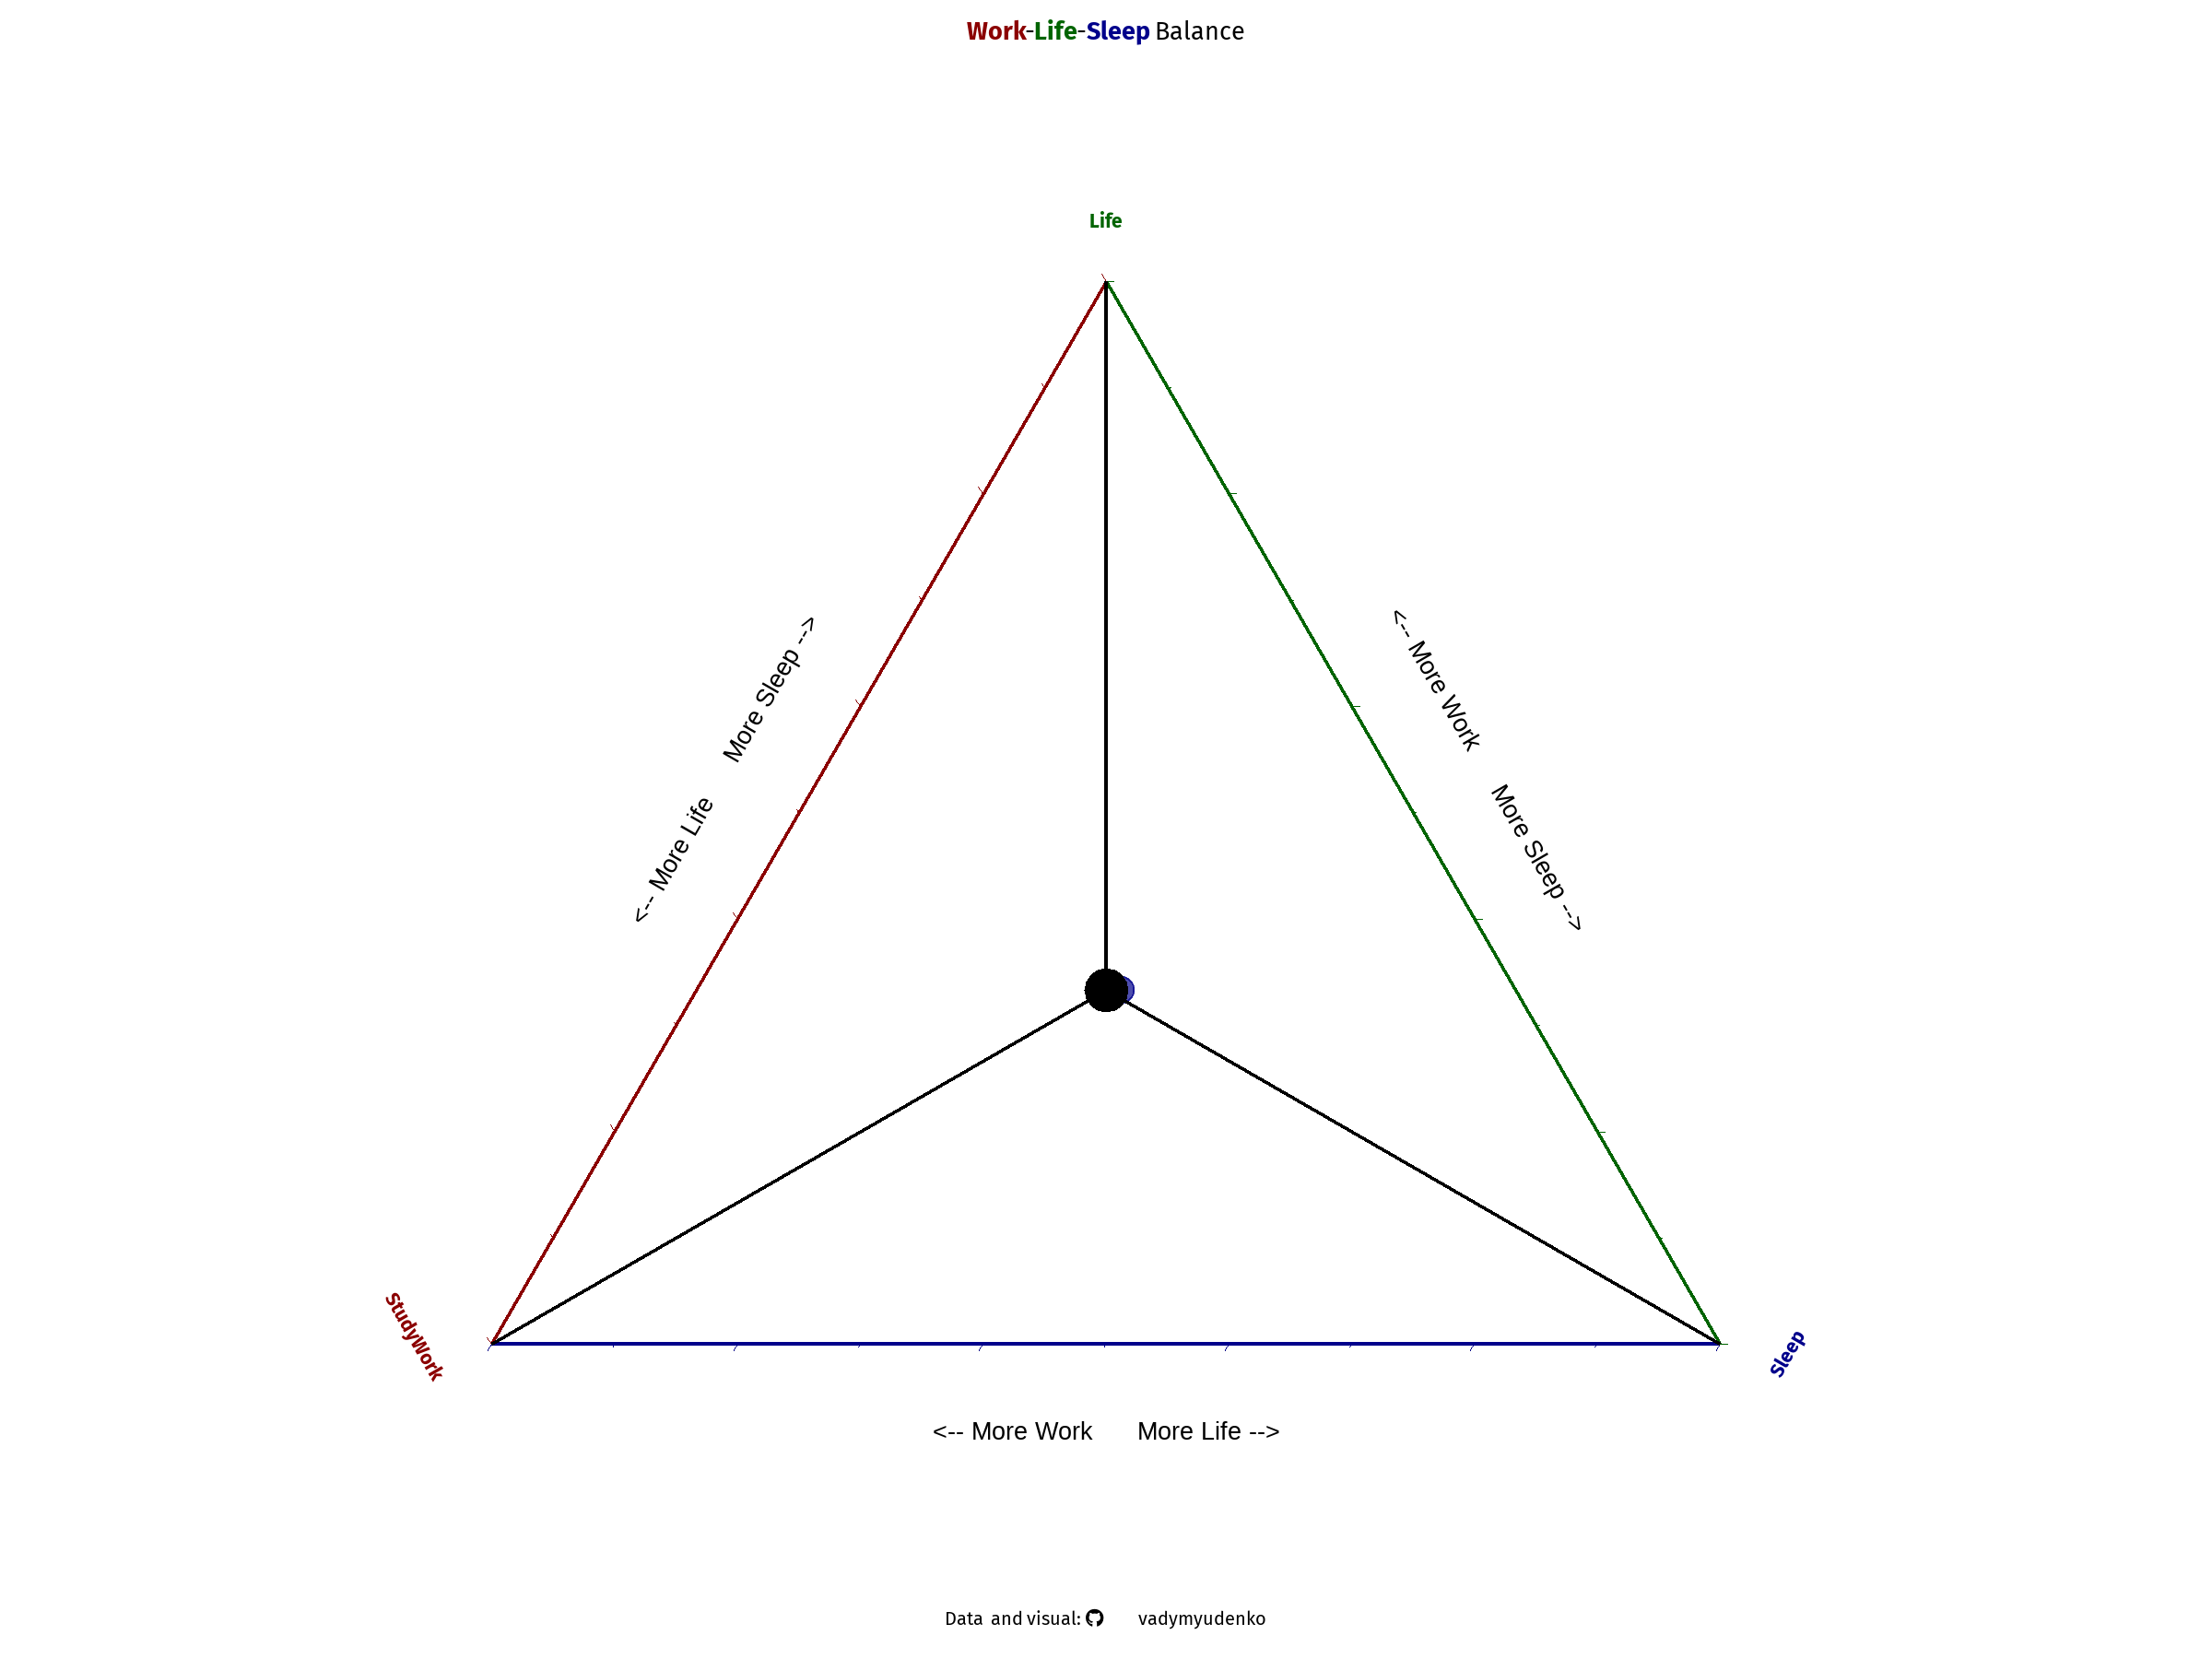 Work-Life-Sleep Balance
Life
<-- More Life More Sleep -->
<-- More Work More Sleep -->
StudyWork
Sleep
<-- More Work More Life -->
Data and visual: vadymyudenko